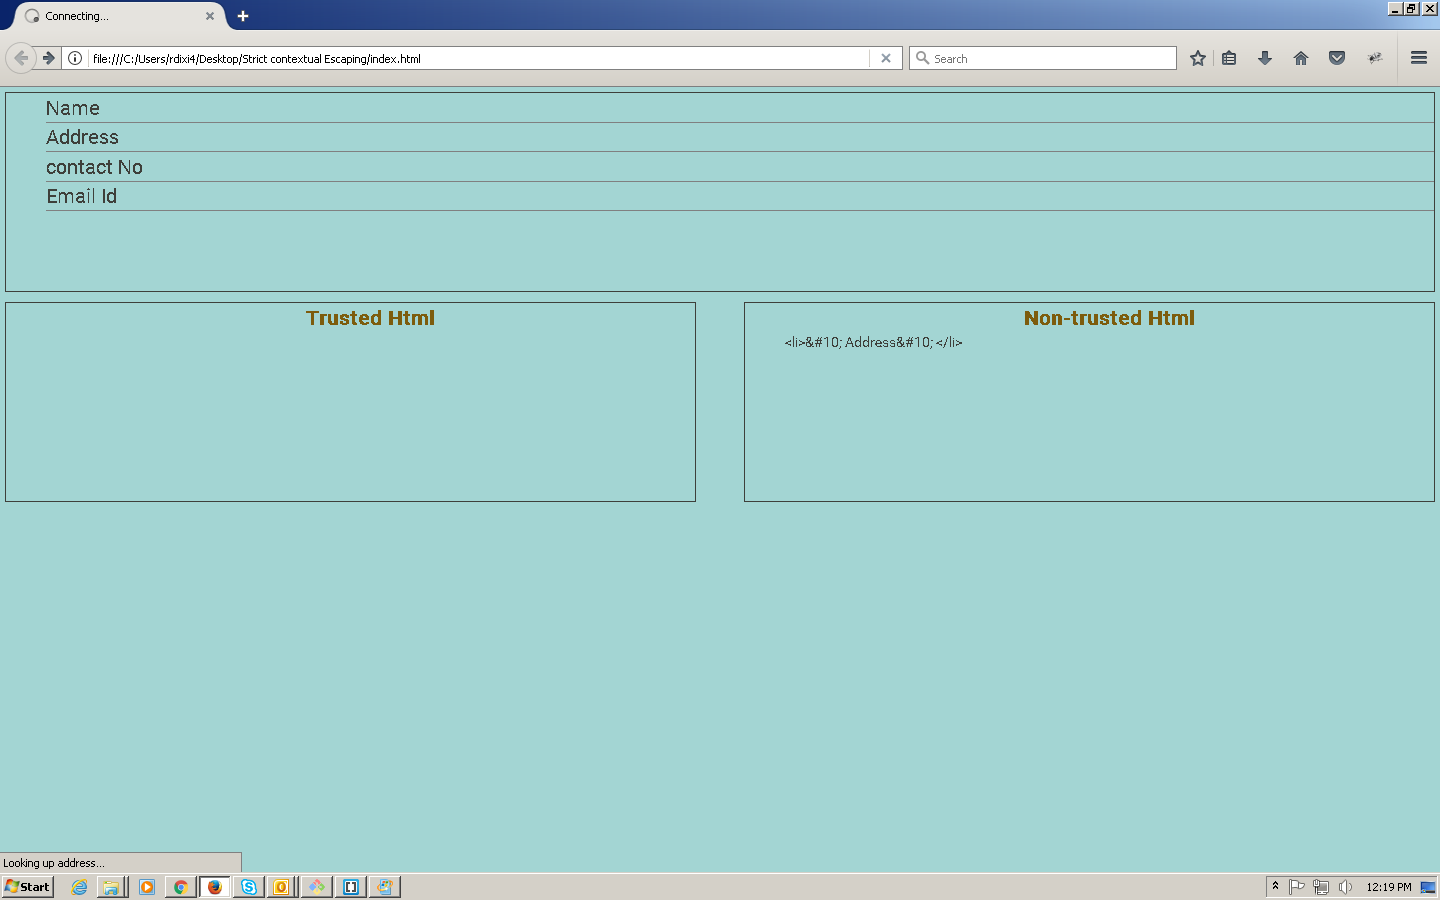 Connecting...
file:///C:/Users/rdixi4/Desktop/Strict contextual Escaping/index.html
Search
Name
Address
contact No
Email Id
Trusted Html
Non-trusted Html
<li>&#10; Address&#10; </li>
Looking up address...
Start
12:19 PM